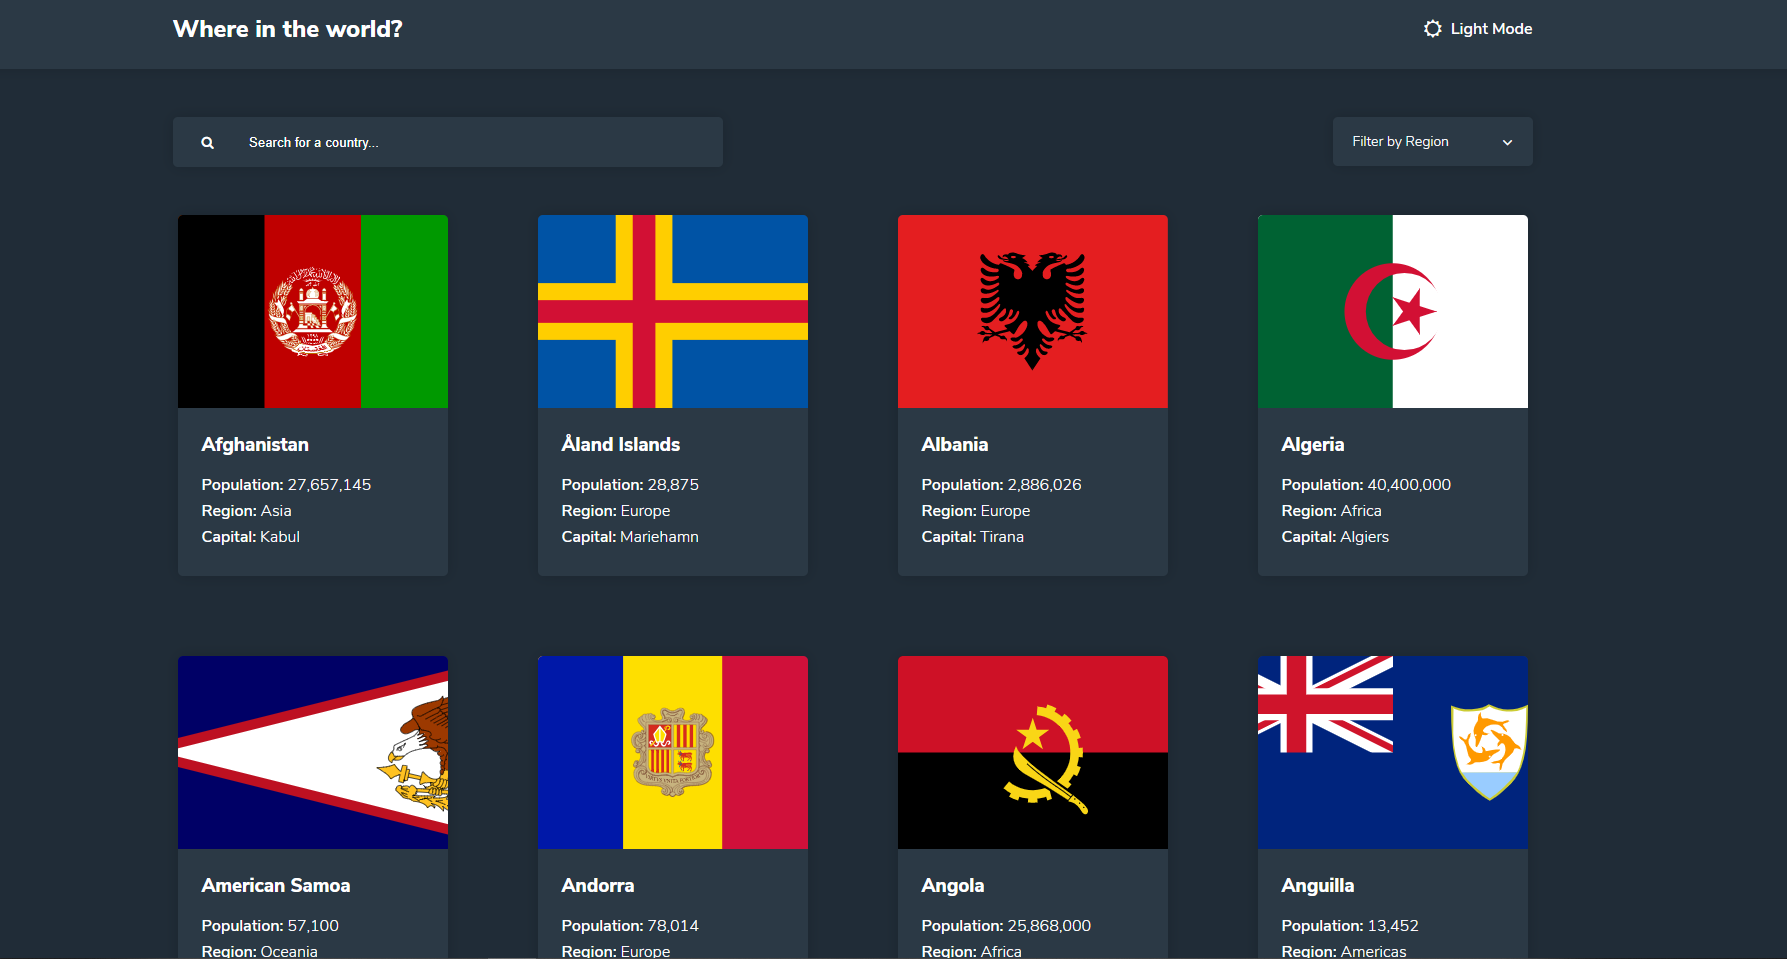 Where in the world?
Light Mode
Search for a country...
Filter by Region
Afghanistan
Population: 27,657,145
Region: Asia
Capital: Kabul
Åland Islands
Population: 28,875
Region: Europe
Capital: Mariehamn
Albania
Population: 2,886,026
Region: Europe
Capital: Tirana
Algeria
Population: 40,400,000
Region: Africa
Capital: Algiers
American Samoa
Population: 57,100
Region: Oceania
Andorra
Population: 78,014
Region: Europe
Angola
Population: 25,868,000
Region: Africa
Anguilla
Population: 13,452
Region: Americas